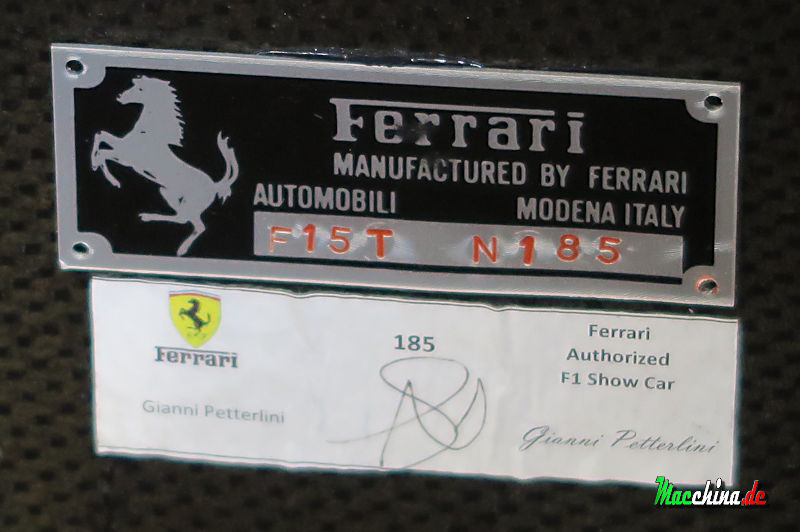 Ferrari
MANUFACTURED BY FERRARI
AUTOMOBILI MODENA ITALY
F15T N185
Ferrari
Gianni Petterlini
185
Ferrari
Authorized
F1 Show Car
Gianni Petterlini
Macchina.de